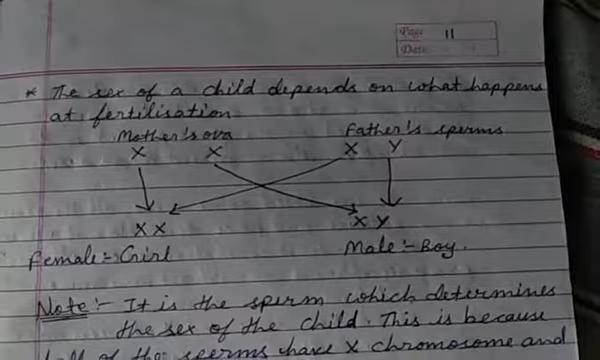 Page 11
Date
* The sex of a child depends on what happens
at fertilisation
Mother's ova Father's sperms
X X X Y
XX XY
Female:- Girl Male:- Boy.
Note:- It is the sperm which determines
the sex of the child. This is because
half of the sperms have X chromosome and